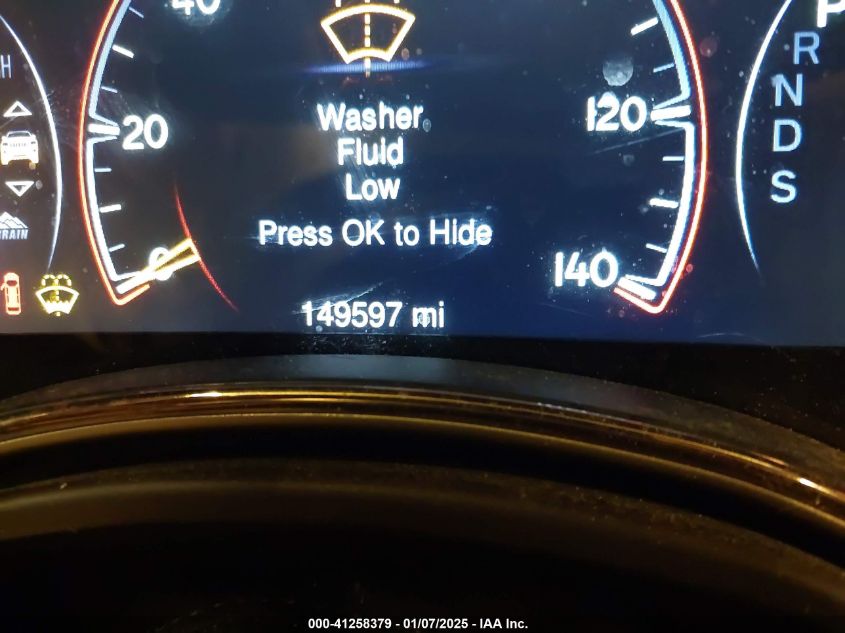 40
P
R
N
D
S
20
120
Washer
Fluid
Low
Press OK to Hide
0
140
149597 mi
000-41258379 - 01/07/2025 - IAA Inc.